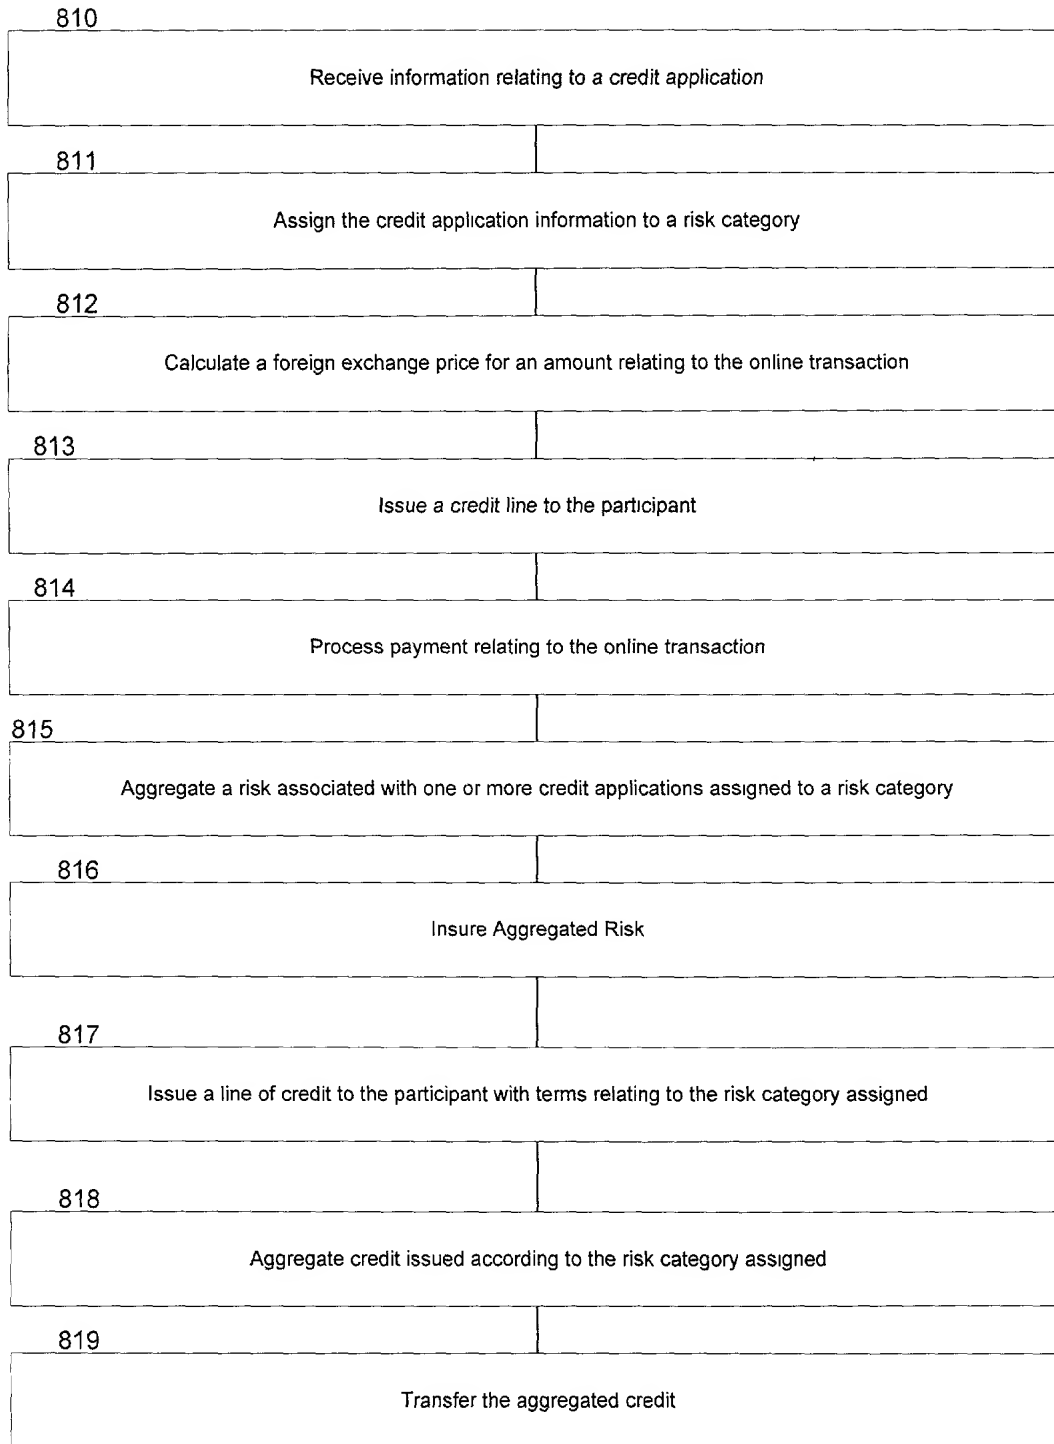 810
Receive information relating to a credit application
811
Assign the credit application information to a risk category
812
Calculate a foreign exchange price for an amount relating to the online transaction
813
Issue a credit line to the participant
814
Process payment relating to the online transaction
815
Aggregate a risk associated with one or more credit applications assigned to a risk category
816
Insure Aggregated Risk
817
Issue a line of credit to the participant with terms relating to the risk category assigned
818
Aggregate credit issued according to the risk category assigned
819
Transfer the aggregated credit